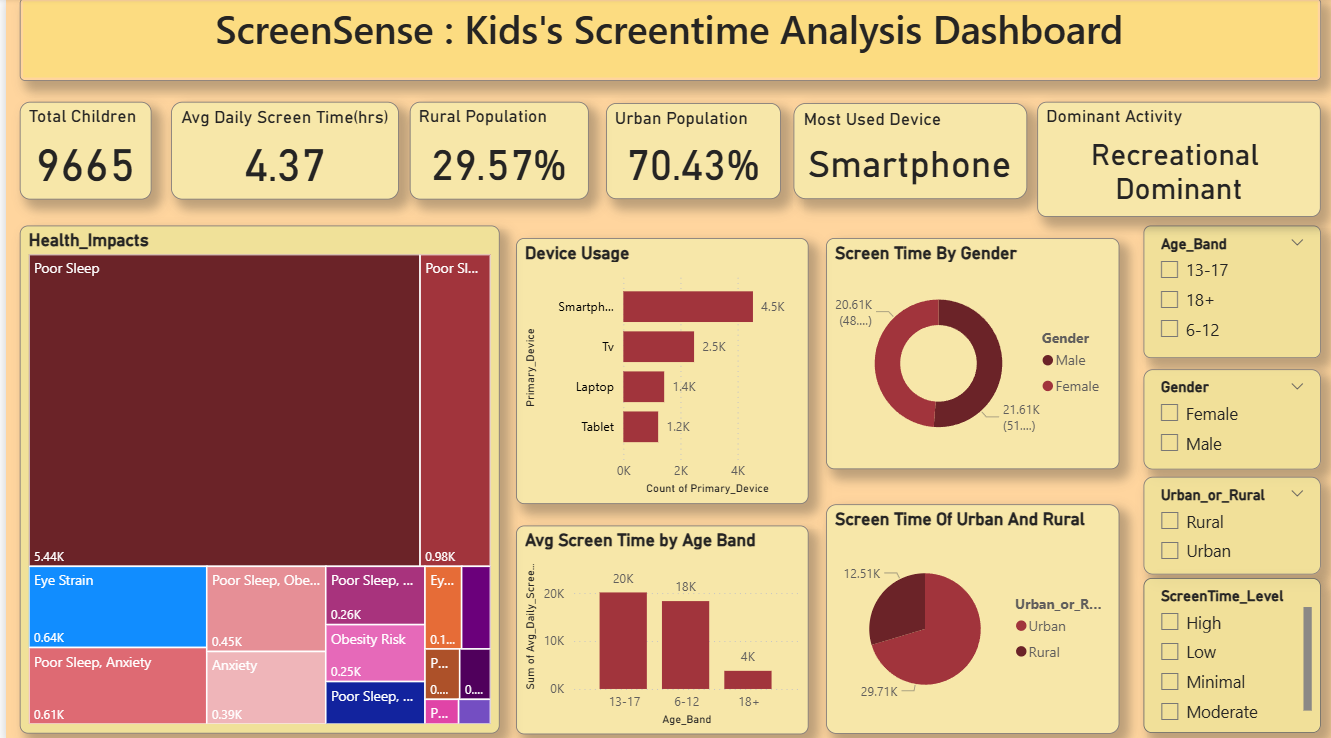 ScreenSense : Kids's Screentime Analysis Dashboard
Total Children
9665
Avg Daily Screen Time(hrs)
4.37
Rural Population
29.57%
Urban Population
70.43%
Most Used Device
Smartphone
Dominant Activity
Recreational
Dominant
Health_Impacts
Poor Sleep
5.44K
Poor Sl...
0.98K
Eye Strain
0.64K
Poor Sleep, Anxiety
0.61K
Poor Sleep, Obe...
0.45K
Anxiety
0.39K
Poor Sleep, ...
0.26K
Obesity Risk
0.25K
Poor Sleep, ...
Ey...
0.1...
P...
0....
0....
P...
Device Usage
Primary_Device
Smartph...
4.5K
Tv
2.5K
Laptop
1.4K
Tablet
1.2K
0K 2K 4K
Count of Primary_Device
Avg Screen Time by Age Band
Sum of Avg_Daily_Scree...
20K
10K
0K
20K
18K
4K
13-17 6-12 18+
Age_Band
Screen Time By Gender
20.61K
(48....)
21.61K
(51....)
Gender
Male
Female
Screen Time Of Urban And Rural
12.51K
29.71K
Urban_or_R...
Urban
Rural
Age_Band
13-17
18+
6-12
Gender
Female
Male
Urban_or_Rural
Rural
Urban
ScreenTime_Level
High
Low
Minimal
Moderate